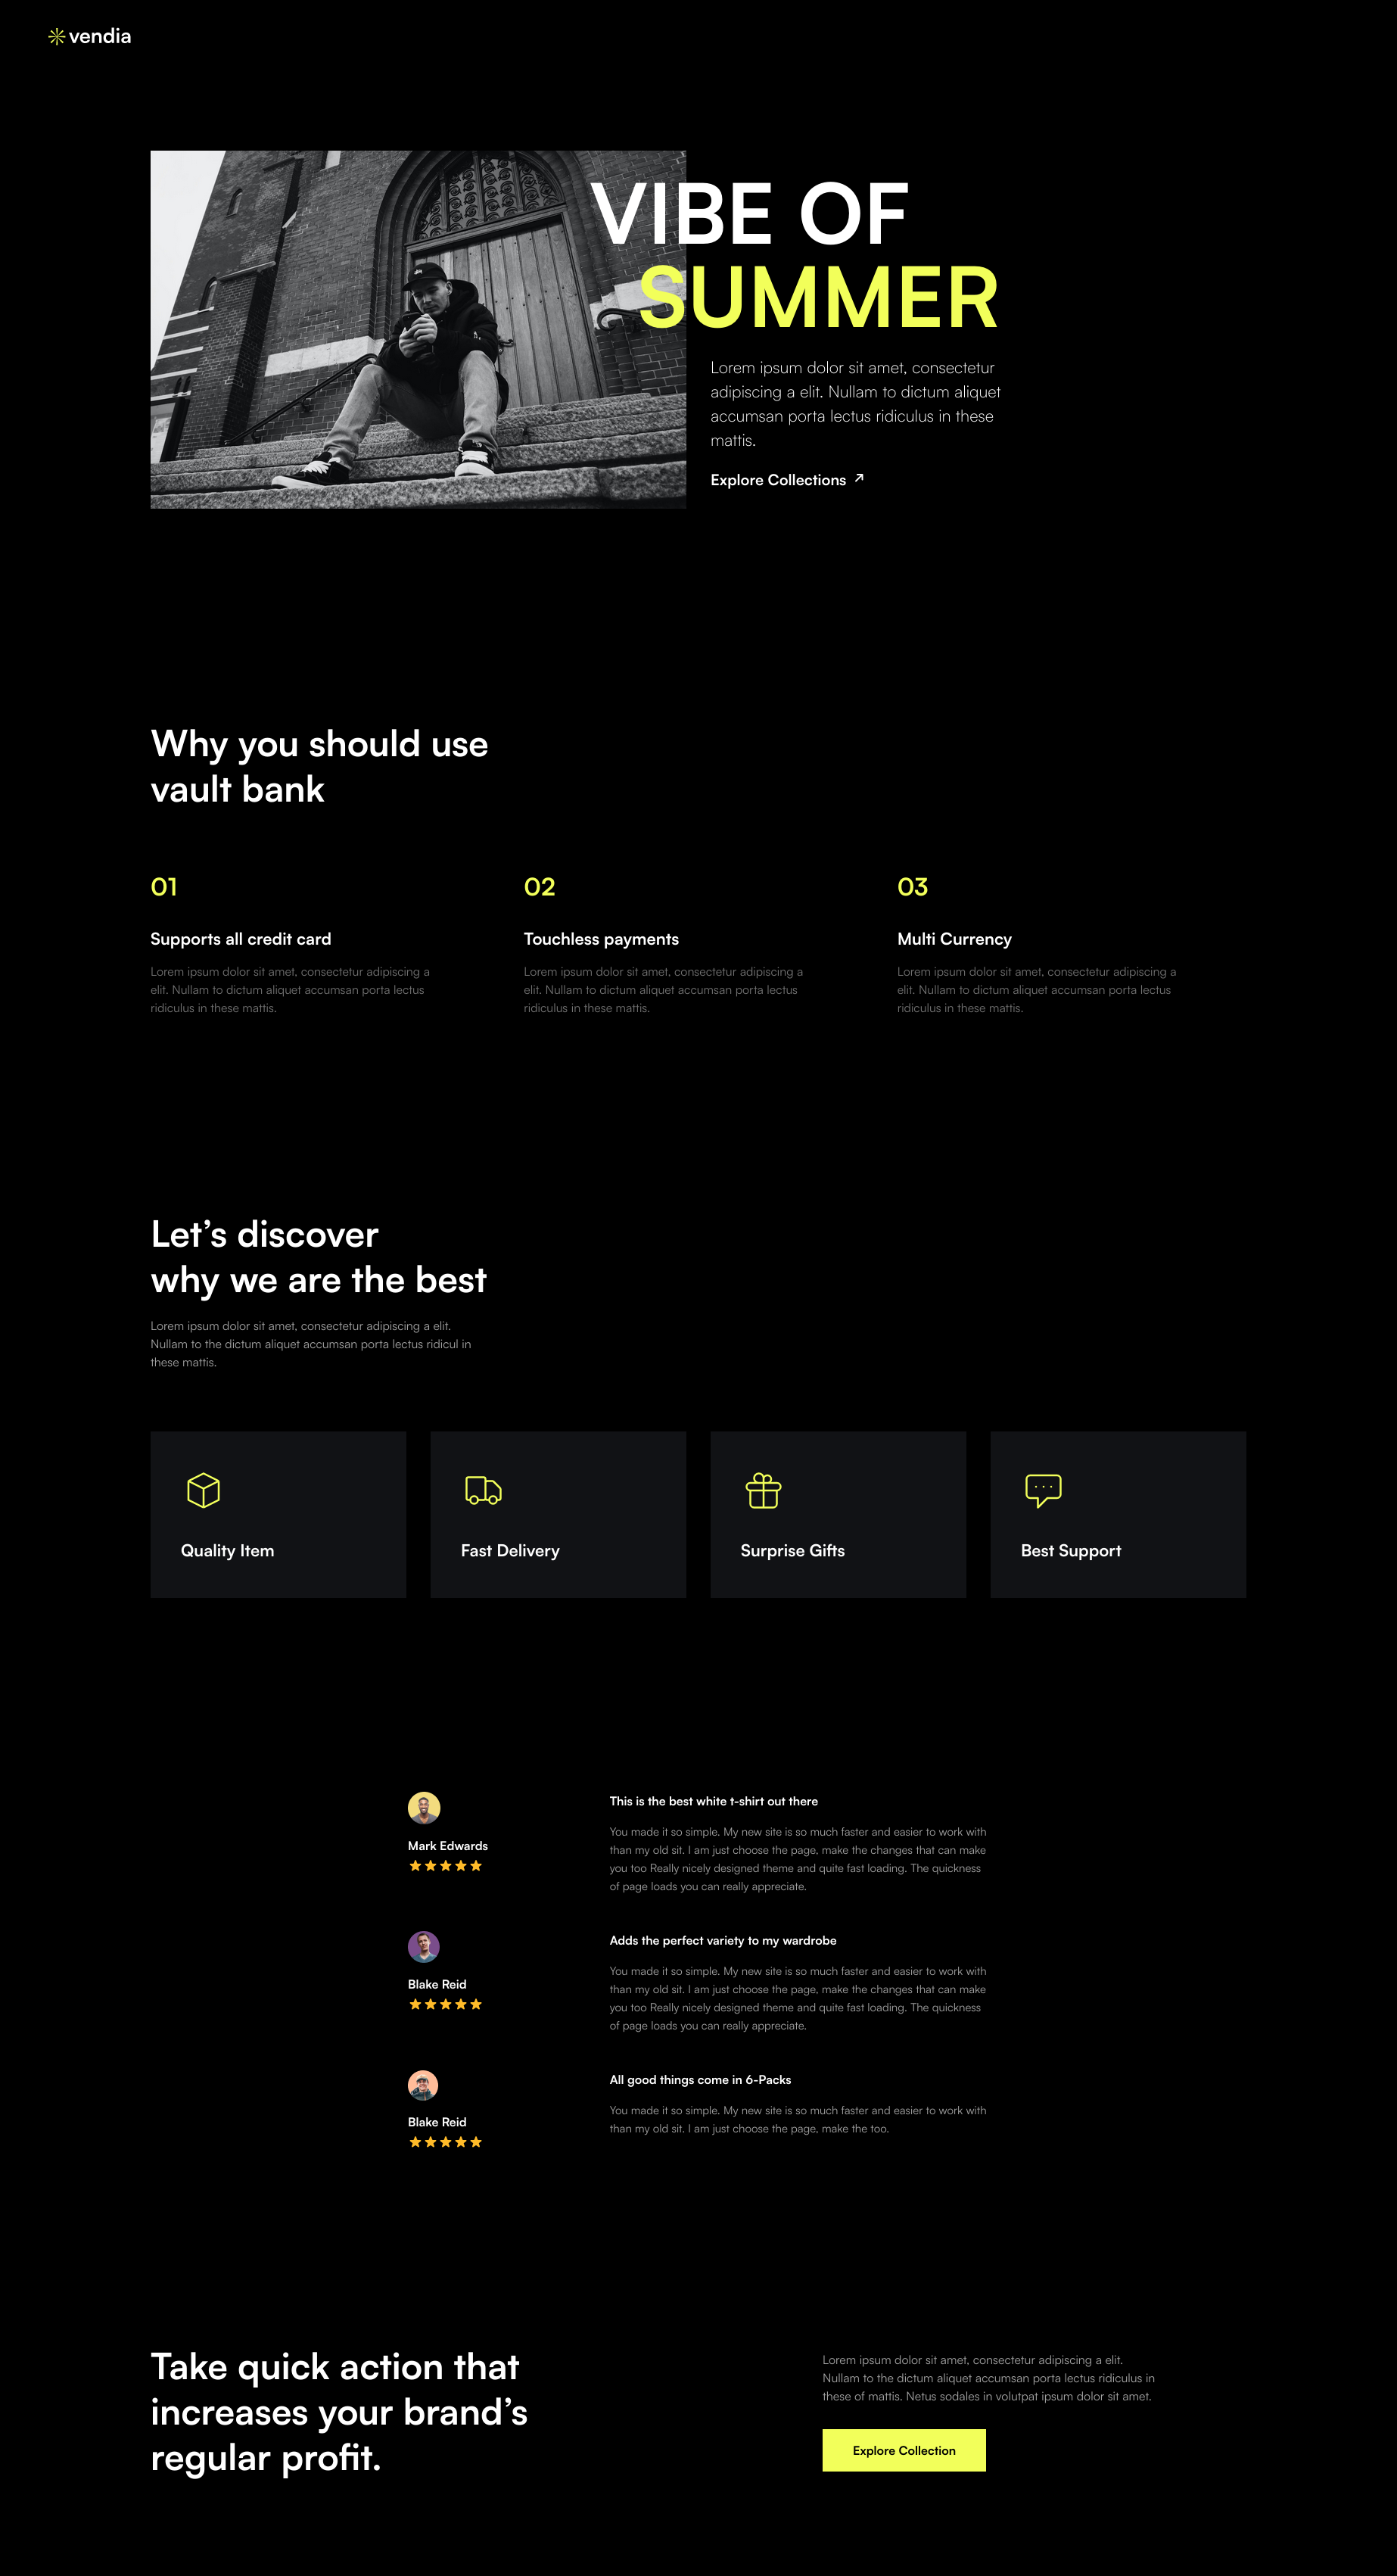 vendia
VIBE OF
SUMMER
Lorem ipsum dolor sit amet, consectetur
adipiscing a elit. Nullam to dictum aliquet
accumsan porta lectus ridiculus in these
mattis.
Explore Collections
Why you should use
vault bank
01
Supports all credit card
Lorem ipsum dolor sit amet, consectetur adipiscing a
elit. Nullam to dictum aliquet accumsan porta lectus
ridiculus in these mattis.
02
Touchless payments
Lorem ipsum dolor sit amet, consectetur adipiscing a
elit. Nullam to dictum aliquet accumsan porta lectus
ridiculus in these mattis.
03
Multi Currency
Lorem ipsum dolor sit amet, consectetur adipiscing a
elit. Nullam to dictum aliquet accumsan porta lectus
ridiculus in these mattis.
Let’s discover
why we are the best
Lorem ipsum dolor sit amet, consectetur adipiscing a elit.
Nullam to the dictum aliquet accumsan porta lectus ridicul in
these mattis.
Quality Item
Fast Delivery
Surprise Gifts
Best Support
Mark Edwards
This is the best white t-shirt out there
You made it so simple. My new site is so much faster and easier to work with
than my old sit. I am just choose the page, make the changes that can make
you too Really nicely designed theme and quite fast loading. The quickness
of page loads you can really appreciate.
Blake Reid
Adds the perfect variety to my wardrobe
You made it so simple. My new site is so much faster and easier to work with
than my old sit. I am just choose the page, make the changes that can make
you too Really nicely designed theme and quite fast loading. The quickness
of page loads you can really appreciate.
Blake Reid
All good things come in 6-Packs
You made it so simple. My new site is so much faster and easier to work with
than my old sit. I am just choose the page, make the too.
Take quick action that
increases your brand’s
regular profit.
Lorem ipsum dolor sit amet, consectetur adipiscing a elit.
Nullam to the dictum aliquet accumsan porta lectus ridiculus in
these of mattis. Netus sodales in volutpat ipsum dolor sit amet.
Explore Collection